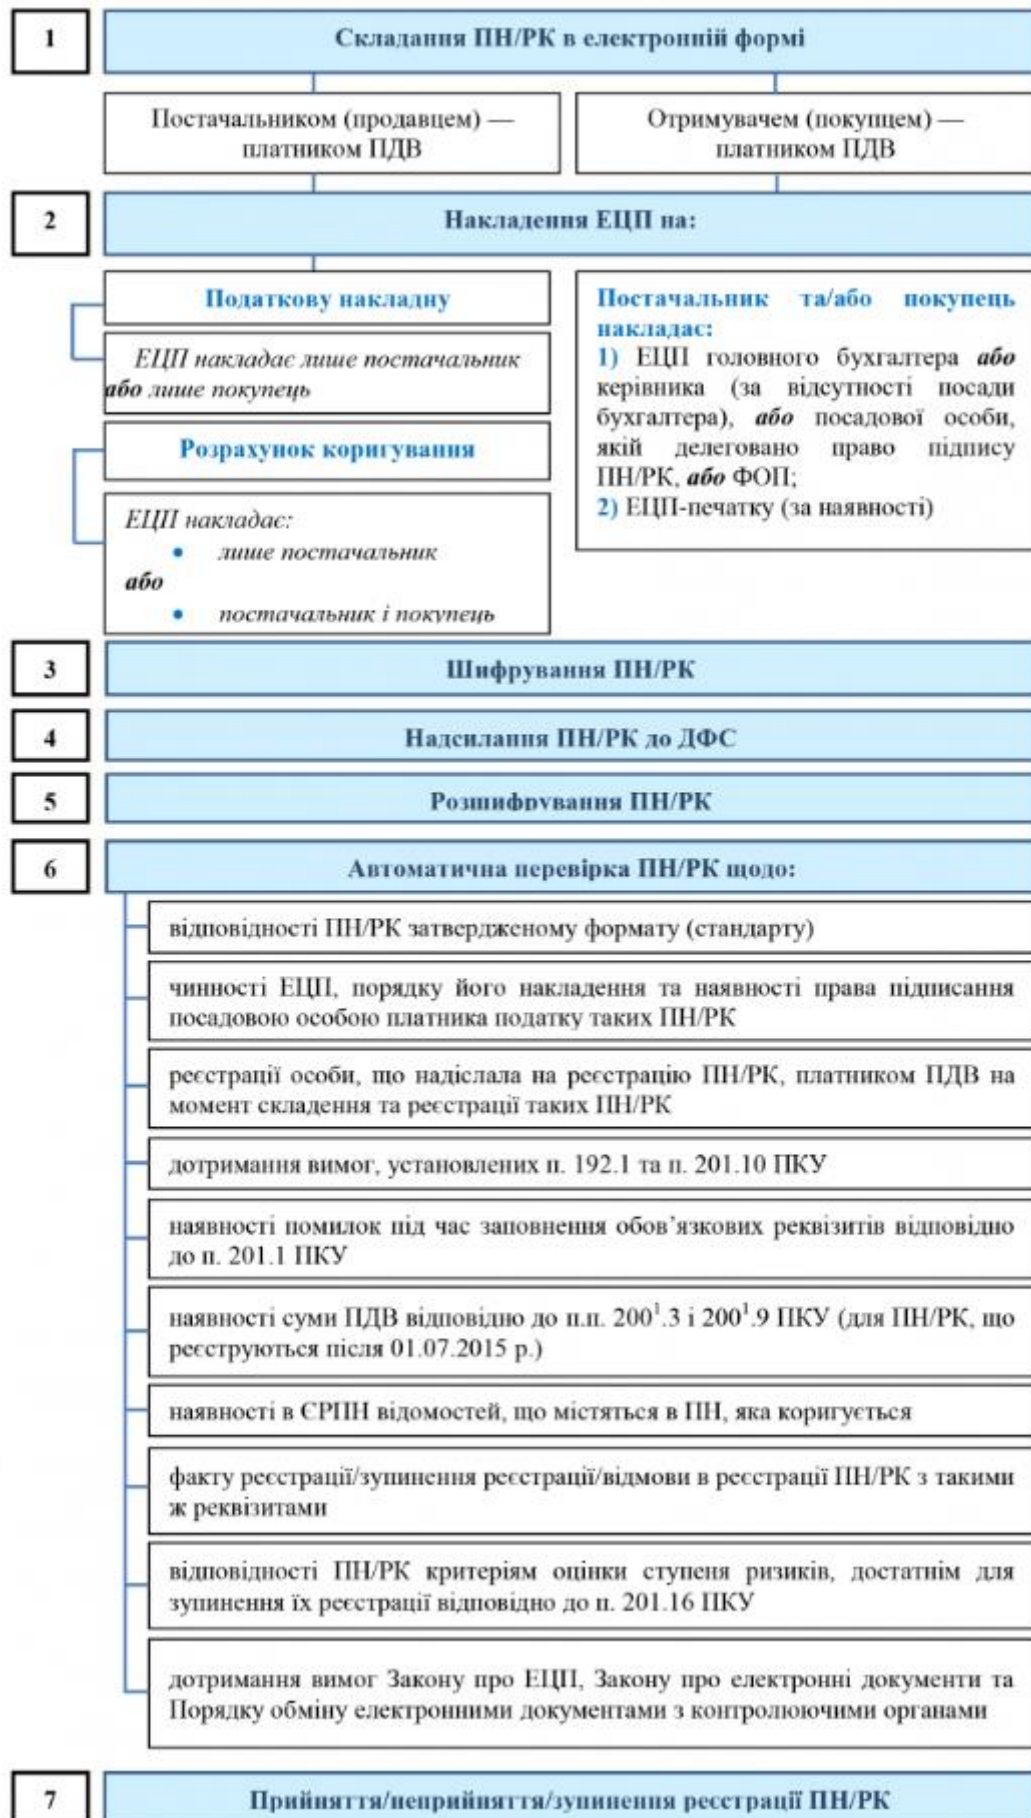 1
Складання ПН/РК в електронній формі
Постачальником (продавцем) —
платником ПДВ
Отримувачем (покупцем) —
платником ПДВ
2
Накладення ЕЦП на:
Податкову накладну
ЕЦП накладає лише постачальник
або лише покупець
Розрахунок коригування
ЕЦП накладає:
• лише постачальник
або
• постачальник і покупець
Постачальник та/або покупець
накладає:
1) ЕЦП головного бухгалтера або
керівника (за відсутності посади
бухгалтера), або посадової особи,
якій делеговано право підпису
ПН/РК, або ФОП;
2) ЕЦП-печатку (за наявності)
3
Шифрування ПН/РК
4
Надсилання ПН/РК до ДФС
5
Розшифрування ПН/РК
6
Автоматична перевірка ПН/РК щодо:
відповідності ПН/РК затвердженому формату (стандарту)
чинності ЕЦП, порядку його накладення та наявності права підписання
посадовою особою платника податку таких ПН/РК
реєстрації особи, що надіслала на реєстрацію ПН/РК, платником ПДВ на
момент складення та реєстрації таких ПН/РК
дотримання вимог, установлених п. 192.1 та п. 201.10 ПКУ
наявності помилок під час заповнення обов’язкових реквізитів відповідно
до п. 201.1 ПКУ
наявності суми ПДВ відповідно до п.п. 200¹.3 і 200¹.9 ПКУ (для ПН/РК, що
реєструються після 01.07.2015 р.)
наявності в ЄРПН відомостей, що містяться в ПН, яка коригується
факту реєстрації/зупинення реєстрації/відмови в реєстрації ПН/РК з такими
ж реквізитами
відповідності ПН/РК критеріям оцінки ступеня ризиків, достатнім для
зупинення їх реєстрації відповідно до п. 201.16 ПКУ
дотримання вимог Закону про ЕЦП, Закону про електронні документи та
Порядку обміну електронними документами з контролюючими органами
7
Прийняття/неприйняття/зупинення реєстрації ПН/РК